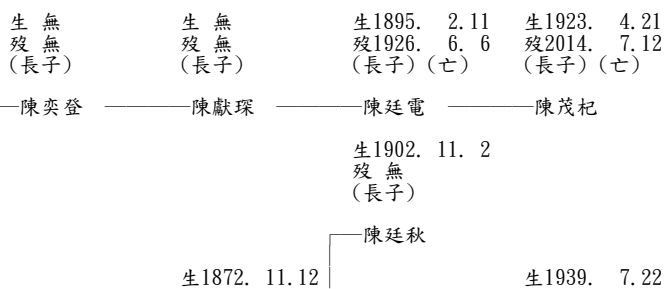 生 無 生 無 生1895. 2.11 生1923. 4.21
歿 無 歿 無 歿1926. 6. 6 歿2014. 7.12
(長子) (長子) (長子)(亡) (長子)(亡)
陳奕登 陳獻琛 陳廷電 陳茂杞
生1902. 11. 2
歿 無
(長子)
陳廷秋
生1872. 11.12 生1939. 7.22